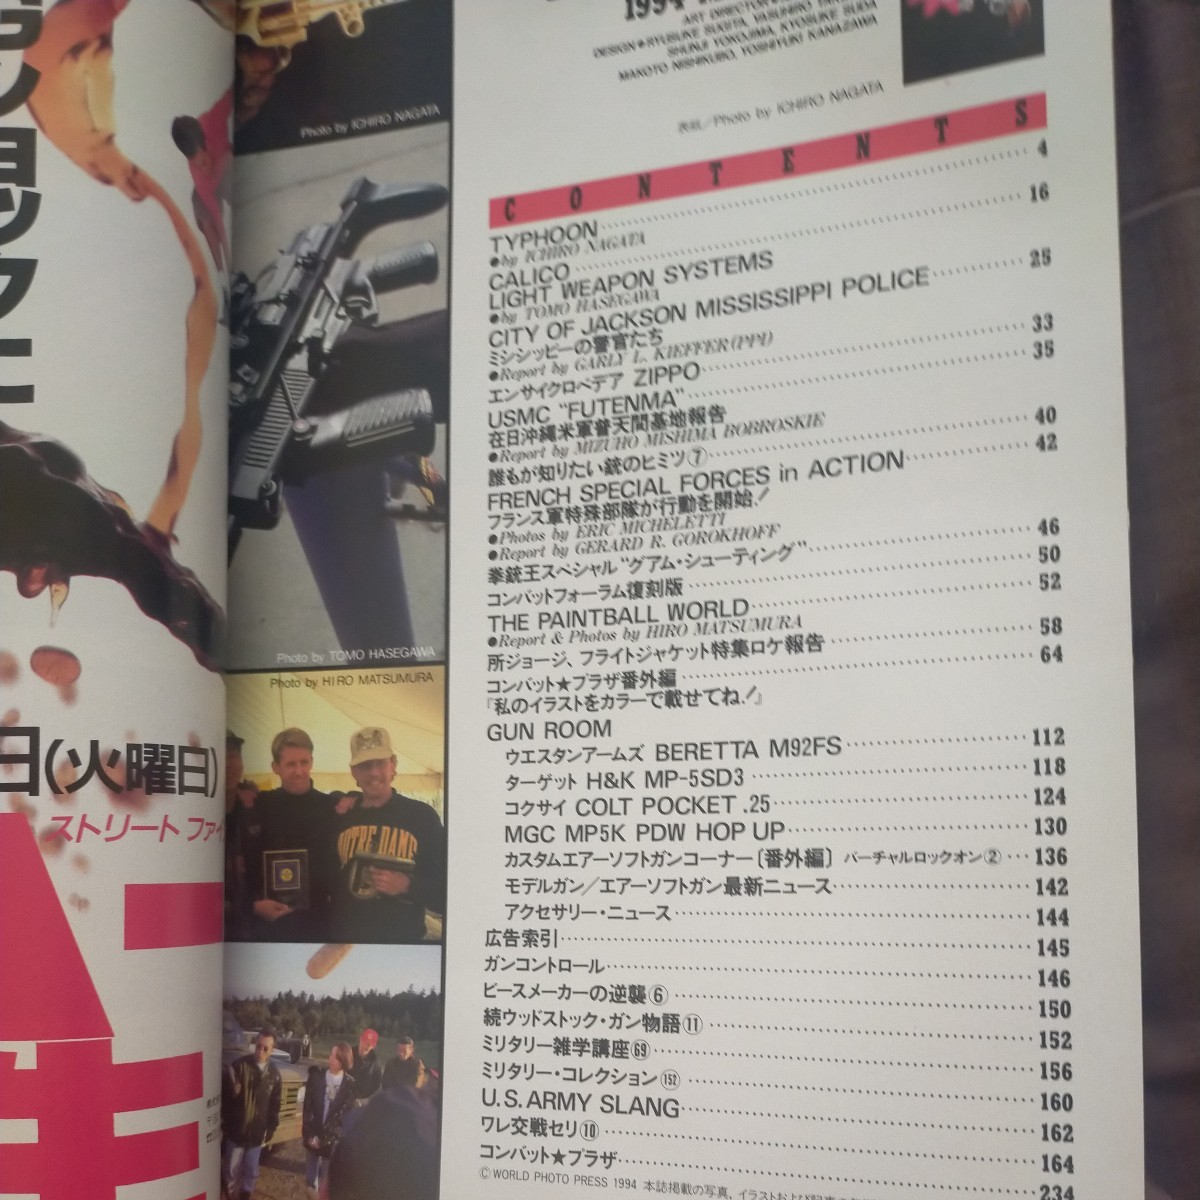 ョックに
日(火曜日)
ストリートファイ
Photo by ICHIRO NAGATA
Photo by TOMO HASEGAWA
Photo by HIRO MATSUMURA
NOTRE DAME
1994
ART DIRECTOR
DESIGN●RYUSUKE SUGITA, YASUHIRO
SHUNJI YOKOJIMA, KYOSUKE SUDA
MAKOTO NISHIKUBO, YOSHIYUKI KANAZAWA
表紙/Photo by ICHIRO NAGATA
CONTENTS
TYPHOON 4
●by ICHIRO NAGATA
CALICO 16
LIGHT WEAPON SYSTEMS
●by TOMO HASEGAWA
CITY OF JACKSON MISSISSIPPI POLICE 25
ミシシッピーの警官たち
●Report by GARLY L. KIEFFER(PPI)
エンサイクロペデア ZIPPO 33
USMC "FUTENMA" 35
在日沖縄米軍普天間基地報告
●Report by MIZUHO MISHIMA BOBROSKIE
誰もが知りたい銃のヒミツ⑦ 40
FRENCH SPECIAL FORCES in ACTION 42
フランス軍特殊部隊が行動を開始!
●Photos by ERIC MICHELETTI
●Report by GERARD R. GOROKHOFF
拳銃王スペシャル"グアム・シューティング" 46
コンバットフォーラム復刻版 50
THE PAINTBALL WORLD 52
●Report & Photos by HIRO MATSUMURA
所ジョージ、フライトジャケット特集ロケ報告 58
コンバット★プラザ番外編 64
『私のイラストをカラーで載せてね!』
GUN ROOM
ウエスタンアームズ BERETTA M92FS 112
ターゲット H&K MP-5SD3 118
コクサイ COLT POCKET .25 124
MGC MP5K PDW HOP UP 130
カスタムエアーソフトガンコーナー〔番外編〕 バーチャルロックオン② 136
モデルガン/エアーソフトガン最新ニュース 142
アクセサリー・ニュース 144
広告索引 145
ガンコントロール 146
ピースメーカーの逆襲⑥ 150
続ウッドストック・ガン物語⑪ 152
ミリタリー雑学講座㊿+19 156
ミリタリー・コレクション(152) 160
U.S.ARMY SLANG 162
ワレ交戦セリ⑩ 164
コンバット★プラザ 234
©WORLD PHOTO PRESS 1994 本誌掲載の写真、イラストおよび記事の